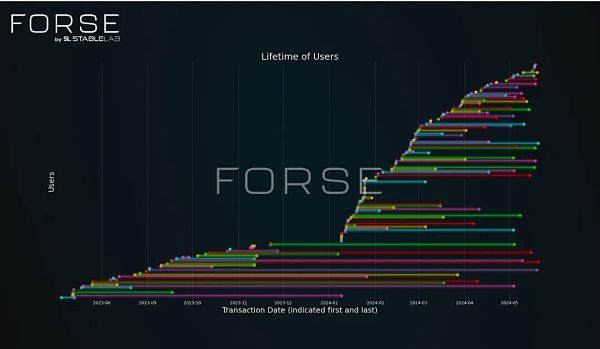 FORSE
by SL STABLELAB
Lifetime of Users
FORSE
Users
2023-08 2023-09 2023-10 2023-11 2023-12 2024-01 2024-02 2024-03 2024-04 2024-05
Transaction Date (indicated first and last)